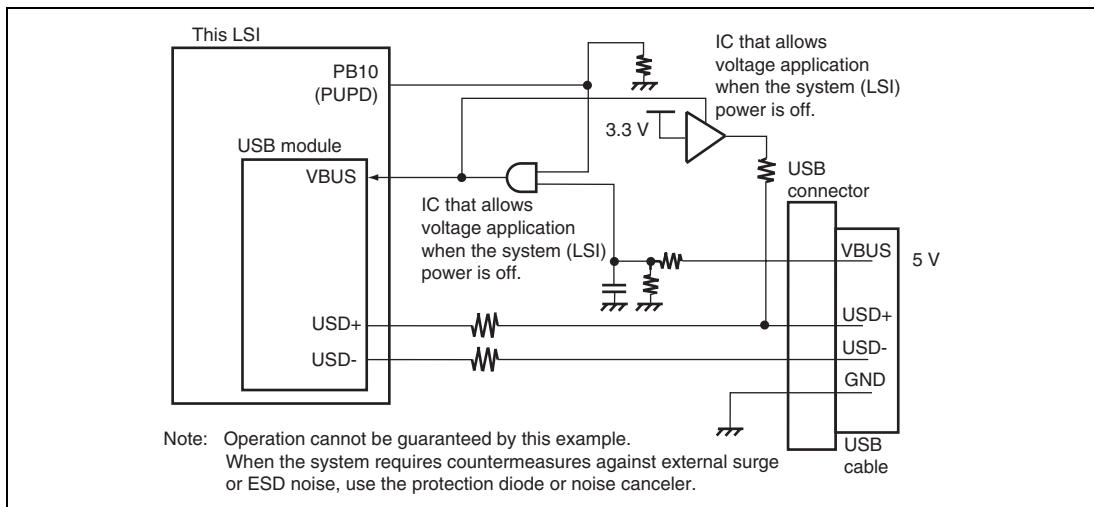 This LSI
PB10
(PUPD)
USB module
VBUS
USD+
USD-
IC that allows
voltage application
when the system (LSI)
power is off.
3.3 V
IC that allows
voltage application
when the system (LSI)
power is off.
USB
connector
VBUS
5 V
USD+
USD-
GND
USB
cable
Note: Operation cannot be guaranteed by this example.
When the system requires countermeasures against external surge
or ESD noise, use the protection diode or noise canceler.